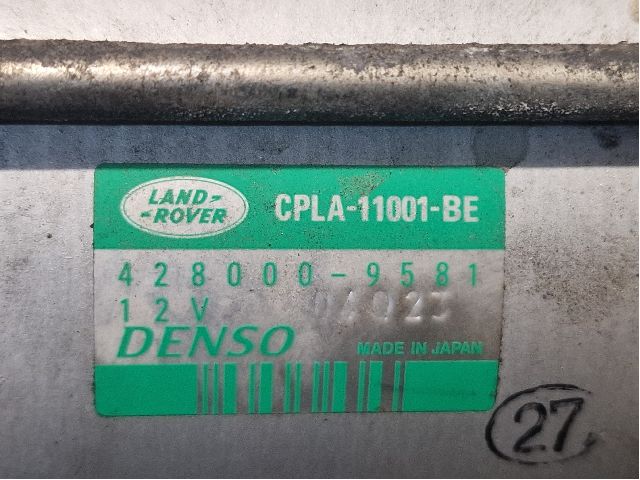 LAND-
-ROVER
CPLA-11001-BE
428000-9581
12V
DENSO
MADE IN JAPAN
27